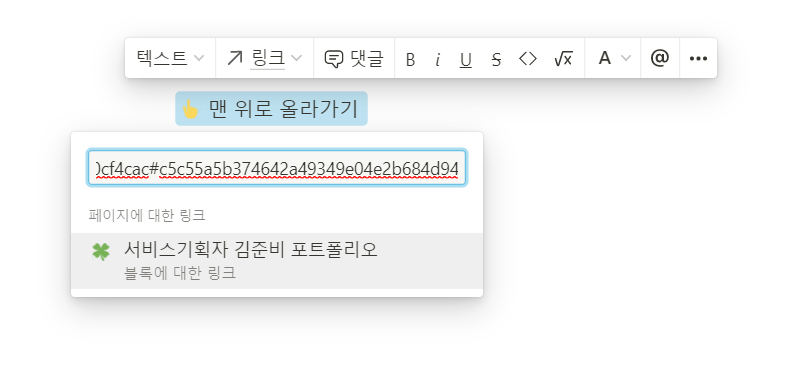 텍스트 링크 댓글 B i U S <> √x A @ •••
👆 맨 위로 올라가기
0cf4cac#c5c55a5b374642a49349e04e2b684d94
페이지에 대한 링크
서비스기획자 김준비 포트폴리오
블록에 대한 링크